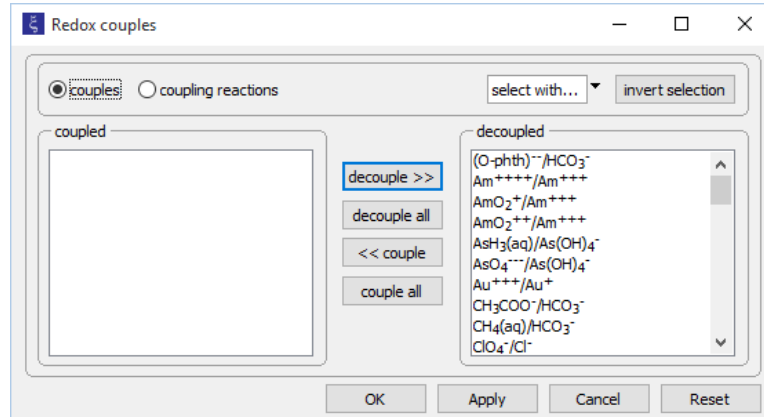 ξ Redox couples
couples coupling reactions select with... invert selection
coupled
decoupled
decouple >>
decouple all
<< couple
couple all
(O-phth)⁻⁻/HCO₃⁻
Am⁺⁺⁺⁺/Am⁺⁺⁺
AmO₂⁺/Am⁺⁺⁺
AmO₂⁺⁺/Am⁺⁺⁺
AsH₃(aq)/As(OH)₄⁻
AsO₄⁻⁻⁻/As(OH)₄⁻
Au⁺⁺⁺/Au⁺
CH₃COO⁻/HCO₃⁻
CH₄(aq)/HCO₃⁻
ClO₄⁻/Cl⁻
OK Apply Cancel Reset